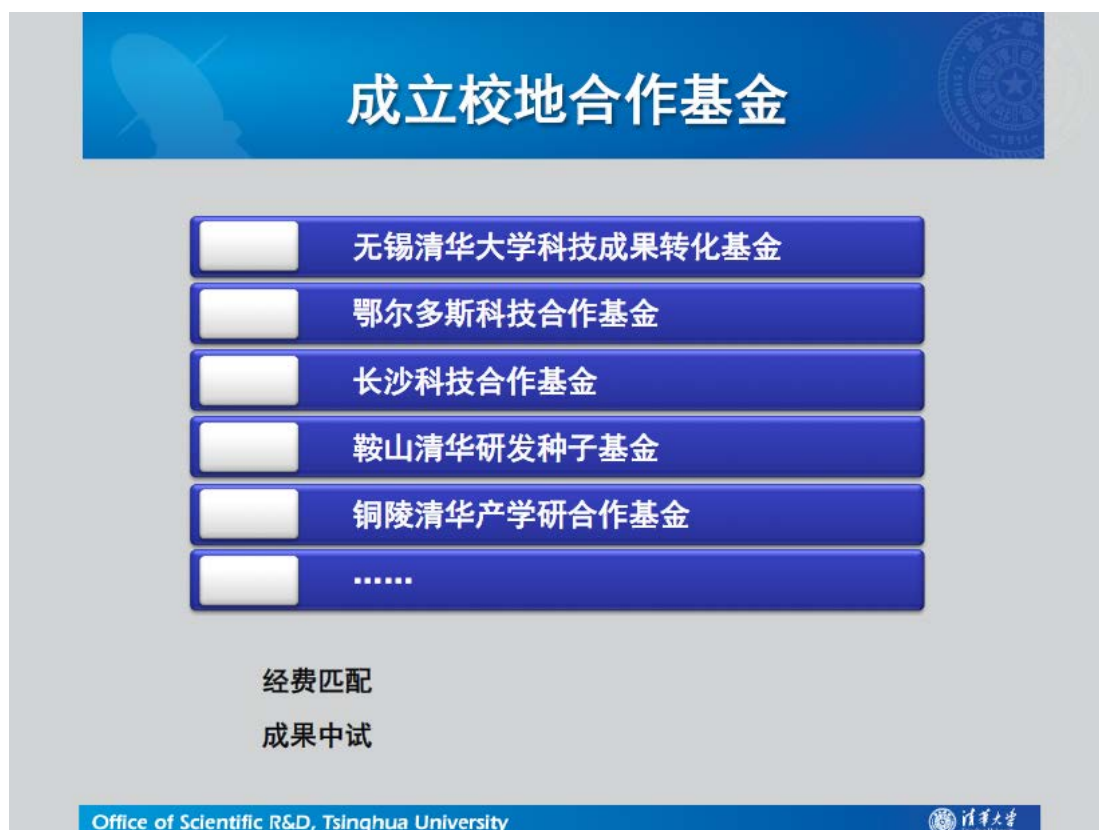 成立校地合作基金
无锡清华大学科技成果转化基金
鄂尔多斯科技合作基金
长沙科技合作基金
鞍山清华研发种子基金
铜陵清华产学研合作基金
……
经费匹配
成果中试
Office of Scientific R&D, Tsinghua University
清华大学